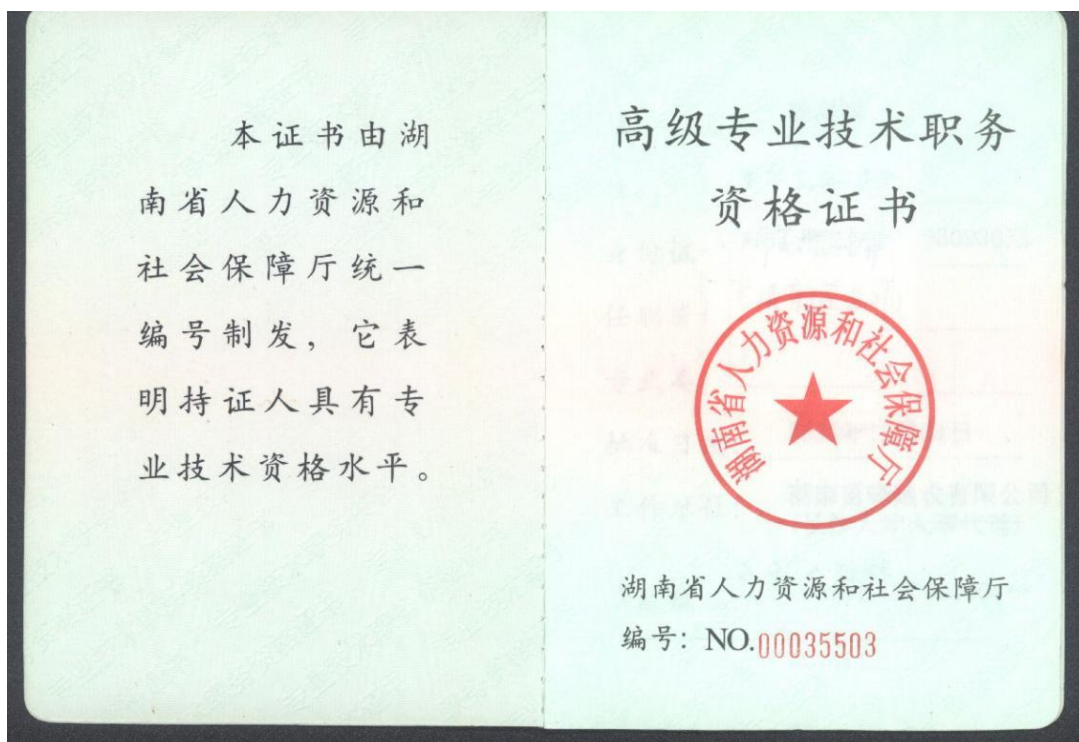 本证书由湖
南省人力资源和
社会保障厅统一
编号制发，它表
明持证人具有专
业技术资格水平。
高级专业技术职务
资格证书
湖南省人力资源和社会保障厅
湖南省人力资源和社会保障厅
编号：NO.00035503